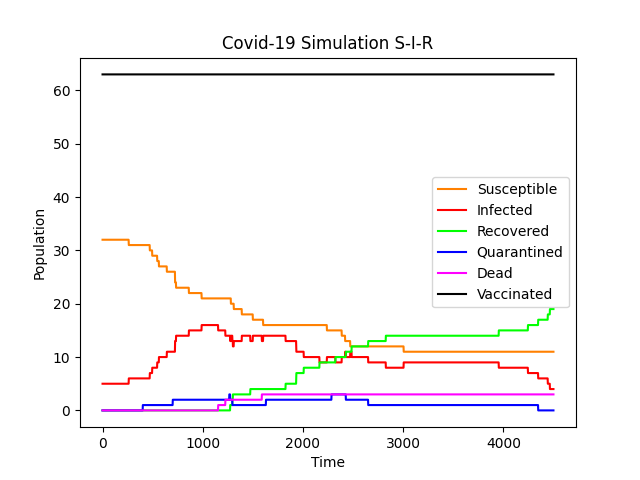 Covid-19 Simulation S-I-R
Population
60
50
40
30
20
10
0
Susceptible
Infected
Recovered
Quarantined
Dead
Vaccinated
0 1000 2000 3000 4000
Time